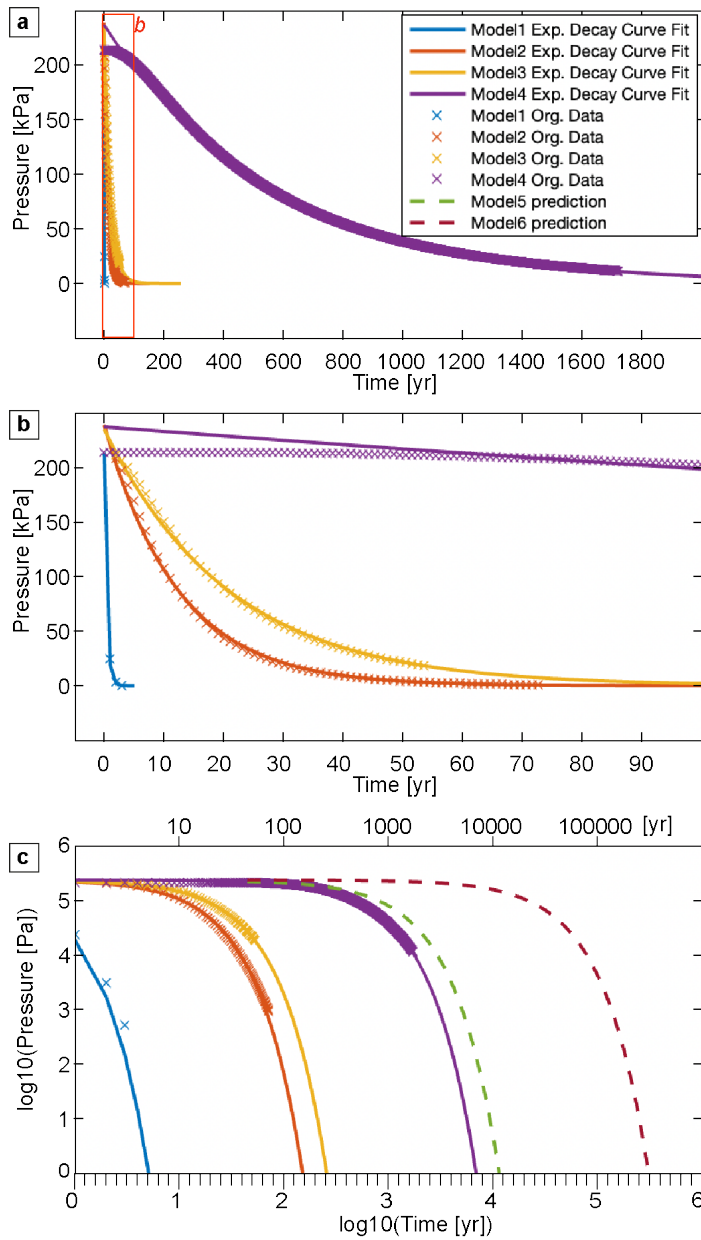 a
b
Pressure [kPa]
200
150
100
50
0
Model1 Exp. Decay Curve Fit
Model2 Exp. Decay Curve Fit
Model3 Exp. Decay Curve Fit
Model4 Exp. Decay Curve Fit
Model1 Org. Data
Model2 Org. Data
Model3 Org. Data
Model4 Org. Data
Model5 prediction
Model6 prediction
0 200 400 600 800 1000 1200 1400 1600 1800
Time [yr]
b
Pressure [kPa]
200
150
100
50
0
0 10 20 30 40 50 60 70 80 90
Time [yr]
c
10 100 1000 10000 100000 [yr]
log10(Pressure [Pa])
6
5
4
3
2
1
0
0 1 2 3 4 5 6
log10(Time [yr])